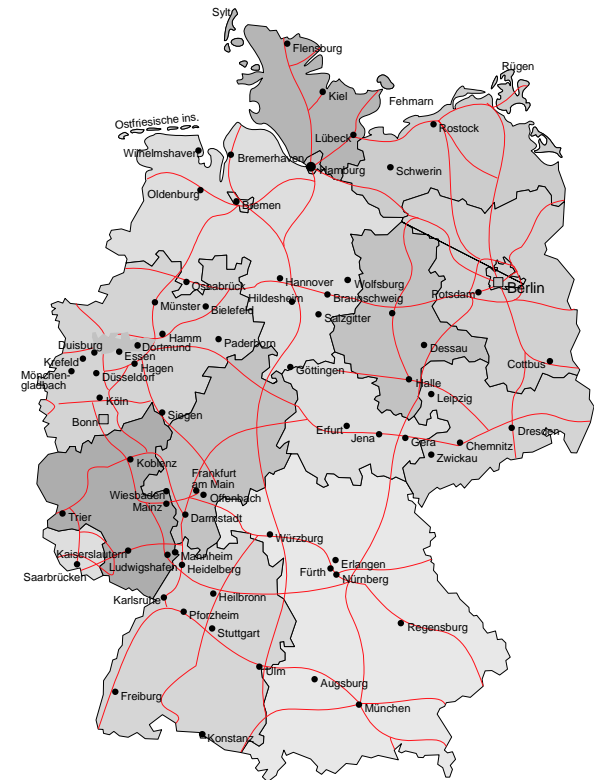 Sylt
Flensburg
Rügen
Kiel
Fehmarn
Ostfriesische ins.
Rostock
Lübeck
Wilhelmshaven
Bremerhaven
Hamburg
Schwerin
Oldenburg
Bremen
Osnabrück
Hannover
Wolfsburg
Berlin
Potsdam
Hildesheim
Braunschweig
Münster
Bielefeld
Salzgitter
Hamm
Paderborn
Duisburg
Dortmund
Dessau
Essen
Krefeld
Hagen
Cottbus
Mönchen-
gladbach
Düsseldorf
Göttingen
Halle
Leipzig
Köln
Siegen
Bonn
Erfurt
Jena
Gera
Dresden
Chemnitz
Zwickau
Koblenz
Frankfurt
am Main
Wiesbaden
Offenbach
Mainz
Trier
Darmstadt
Würzburg
Kaiserslautern
Mannheim
Erlangen
Ludwigshafen
Heidelberg
Fürth
Saarbrücken
Nürnberg
Karlsruhe
Heilbronn
Pforzheim
Regensburg
Stuttgart
Ulm
Augsburg
Freiburg
München
Konstanz